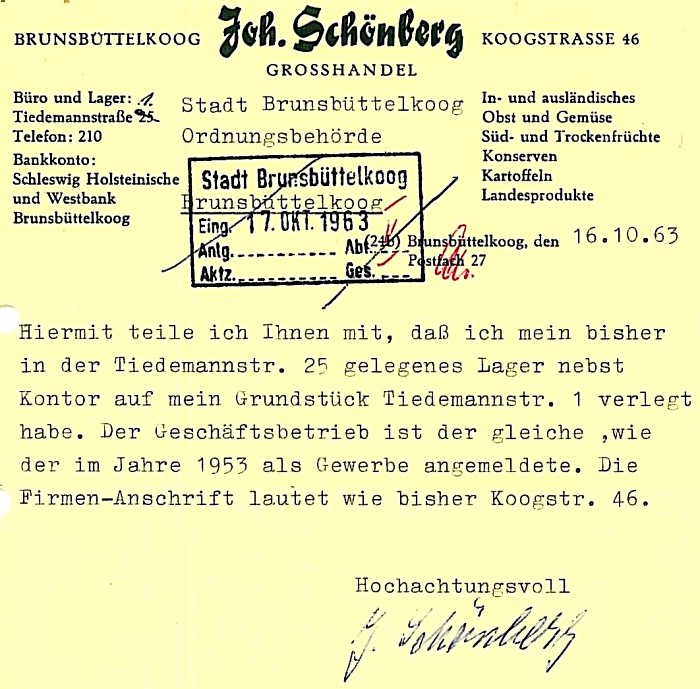 Joh. Schönberg
BRUNSBÜTTELKOOG
KOOGSTRASSE 46
GROSSHANDEL
Büro und Lager: 1.
Tiedemannstraße 25
Telefon: 210
Bankkonto:
Schleswig Holsteinische
und Westbank
Brunsbüttelkoog
Stadt Brunsbüttelkoog
Ordnungsbehörde
Brunsbüttelkoog
In- und ausländisches
Obst und Gemüse
Süd- und Trockenfrüchte
Konserven
Kartoffeln
Landesprodukte
Stadt Brunsbüttelkoog
Eing. 17. OKT. 1963
Anlg. Abt.
Aktz. Ges.
(24b) Brunsbüttelkoog, den 16.10.63
Postfach 27
Hiermit teile ich Ihnen mit, daß ich mein bisher
in der Tiedemannstr. 25 gelegenes Lager nebst
Kontor auf mein Grundstück Tiedemannstr. 1 verlegt
habe. Der Geschäftsbetrieb ist der gleiche ,wie
der im Jahre 1953 als Gewerbe angemeldete. Die
Firmen-Anschrift lautet wie bisher Koogstr. 46.
Hochachtungsvoll
J. Schönberg